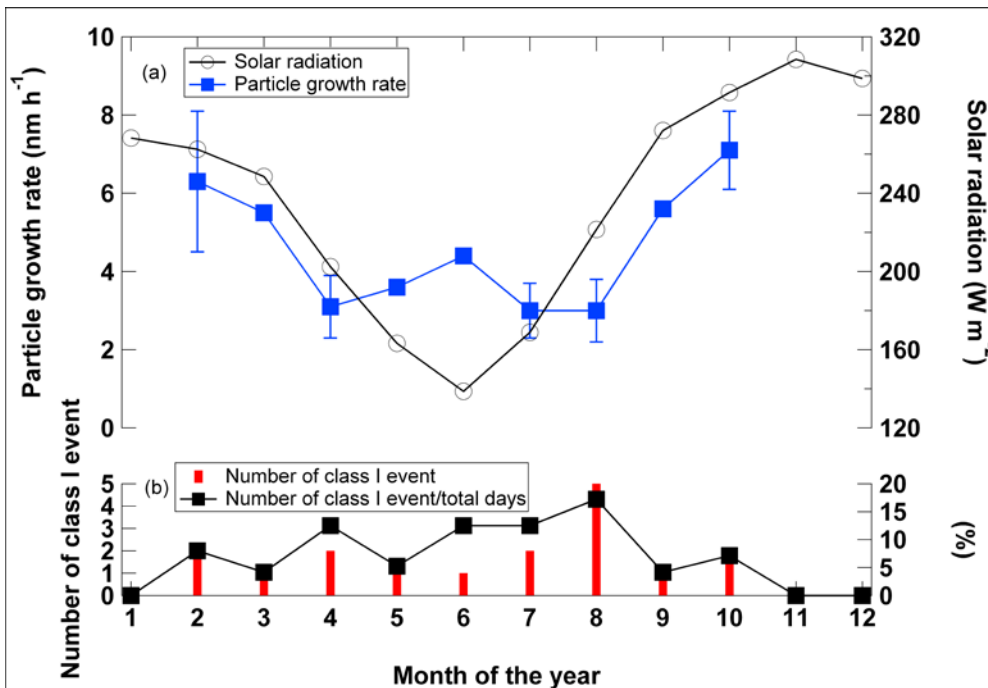 10
8
6
4
2
0
Particle growth rate (nm h⁻¹)
(a)
Solar radiation
Particle growth rate
320
280
240
200
160
120
Solar radiation (W m⁻²)
(b)
Number of class I event
Number of class I event/total days
5
4
3
2
1
0
Number of class I event
20
15
10
5
0
(%)
1 2 3 4 5 6 7 8 9 10 11 12
Month of the year